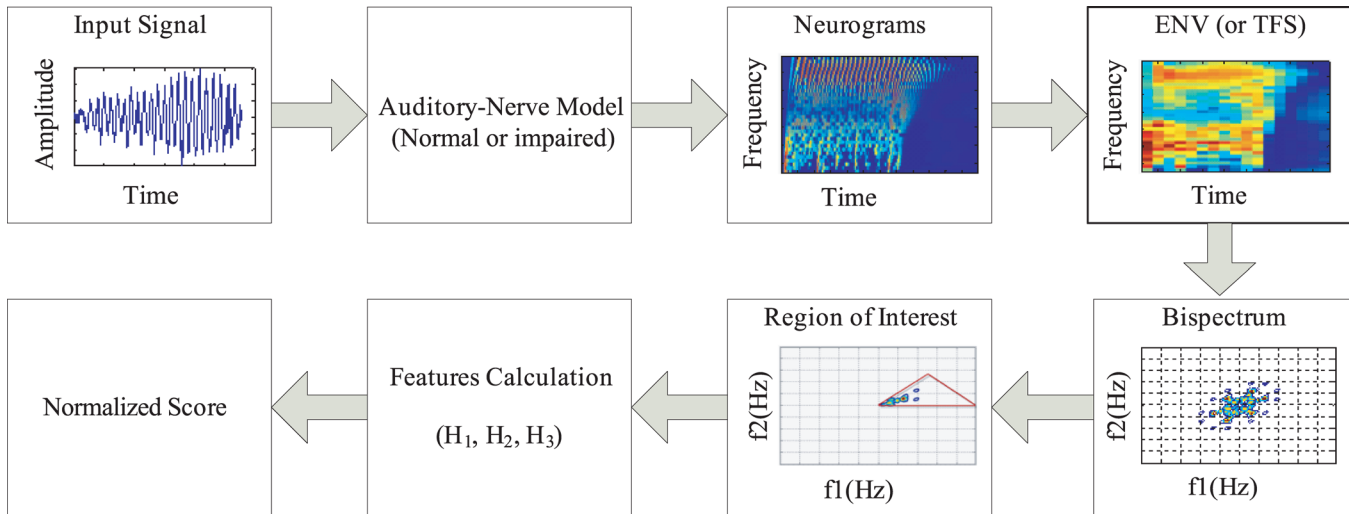 Input Signal
Amplitude
Time
Auditory-Nerve Model
(Normal or impaired)
Neurograms
Frequency
Time
ENV (or TFS)
Frequency
Time
Normalized Score
Features Calculation
(H₁, H₂, H₃)
Region of Interest
f2(Hz)
f1(Hz)
Bispectrum
f2(Hz)
f1(Hz)